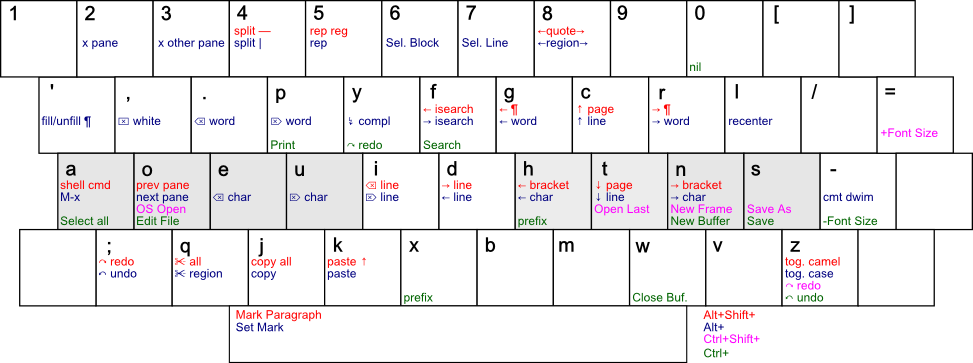 1 2 3 4 5 6 7 8 9 0 [ ]
split — rep reg ←quote→
x pane x other pane split | rep Sel. Block Sel. Line ←region→
nil
' , . p y f g c r l / =
← isearch ← ¶ ↑ page → ¶
fill/unfill ¶ ⌦ white ⌫ word ⌦ word ↯ compl → isearch ← word ↑ line → word recenter
+Font Size
Print ↷ redo Search
a o e u i d h t n s -
shell cmd prev pane ⌫ line → line ← bracket ↓ page → bracket
M-x next pane ⌫ char ⌦ char ⌦ line ← line ← char ↓ line → char cmt dwim
OS Open Open Last New Frame Save As
Select all Edit File prefix New Buffer Save -Font Size
; q j k x b m w v z
↷ redo ✂ all copy all paste ↑ tog. camel
↶ undo ✂ region copy paste tog. case
↷ redo
prefix Close Buf. ↶ undo
Mark Paragraph Alt+Shift+
Set Mark Alt+
Ctrl+Shift+
Ctrl+